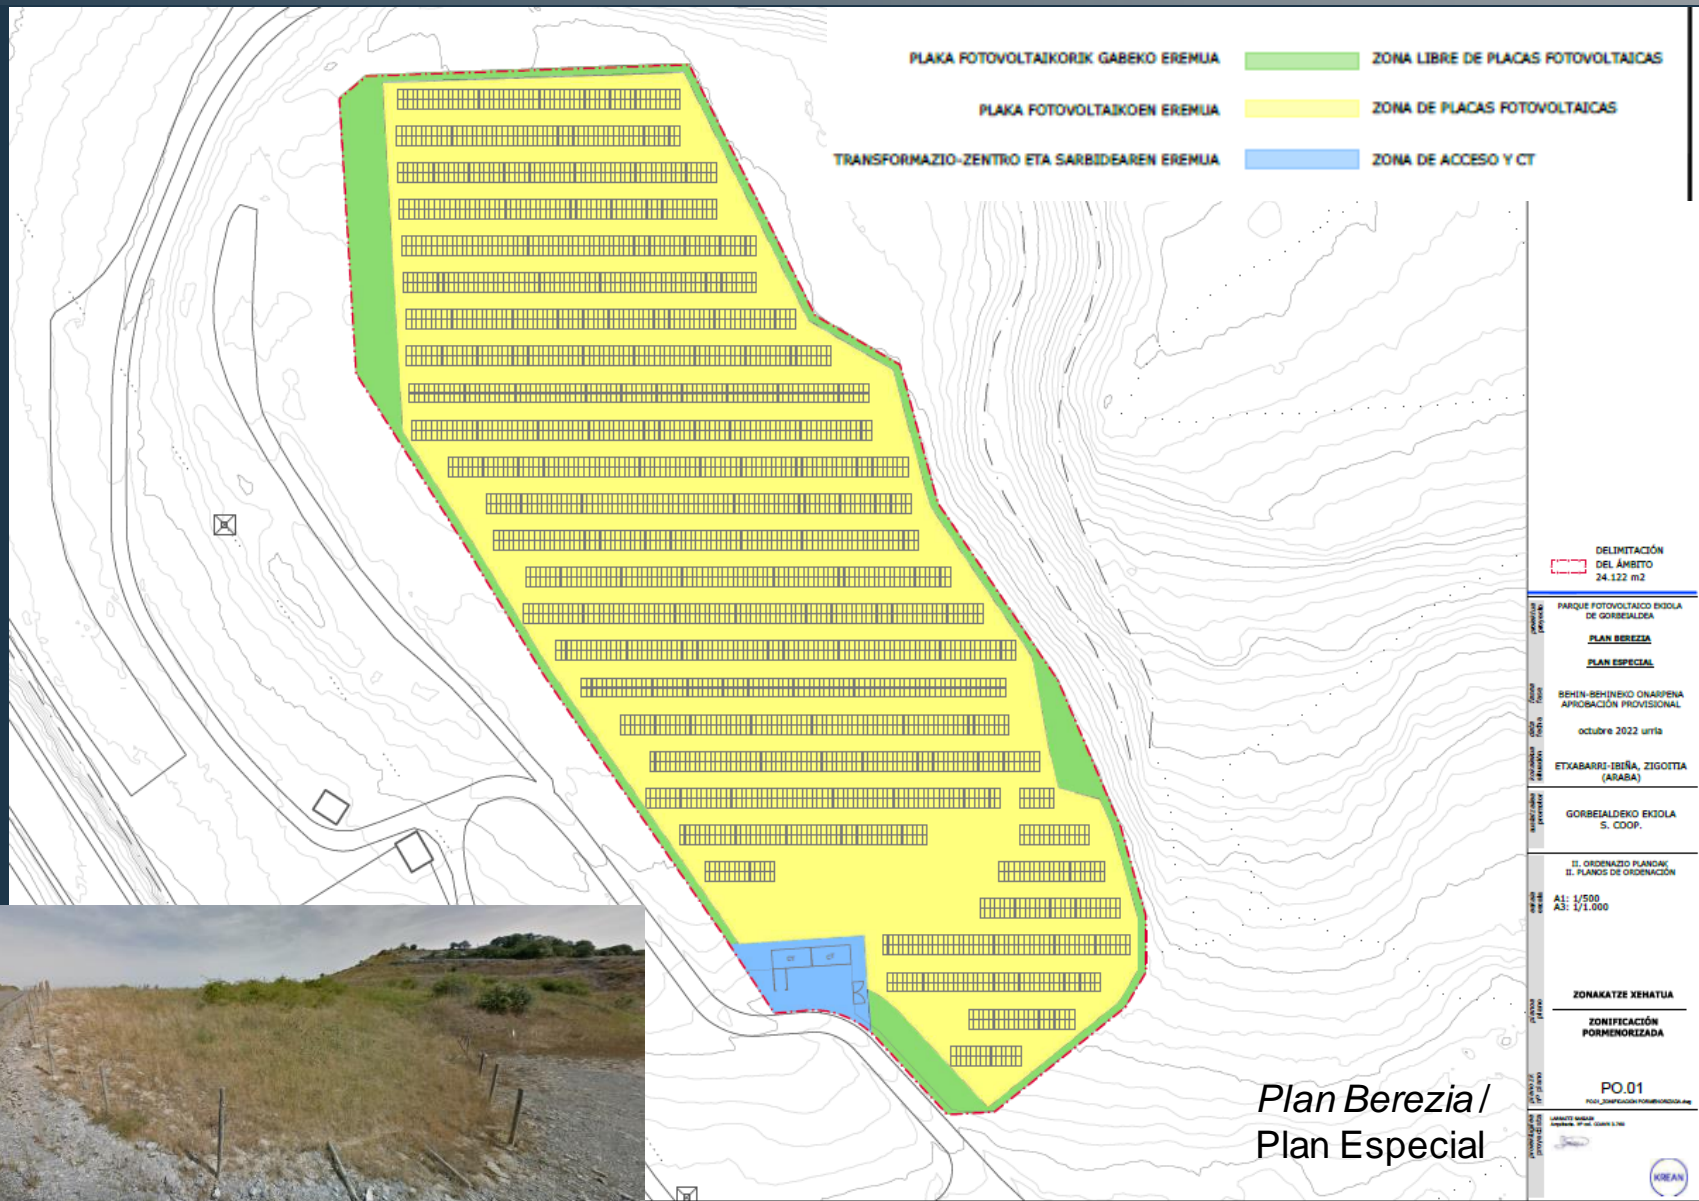 PLAKA FOTOVOLTAIKORIK GABEKO EREMUA
ZONA LIBRE DE PLACAS FOTOVOLTAICAS
PLAKA FOTOVOLTAIKOEN EREMUA
ZONA DE PLACAS FOTOVOLTAICAS
TRANSFORMAZIO-ZENTRO ETA SARBIDEAREN EREMUA
ZONA DE ACCESO Y CT
DELIMITACIÓN
DEL ÁMBITO
24.122 m2
PARQUE FOTOVOLTAICO EKIOLA
DE GORBEIALDEA
PLAN BEREZIA
PLAN ESPECIAL
BEHIN-BEHINEKO ONARPENA
APROBACIÓN PROVISIONAL
octubre 2022 urria
ETXABARRI-IBIÑA, ZIGOITIA
(ARABA)
GORBEIALDEKO EKIOLA
S. COOP.
II. ORDENAZIO PLANOAK
II. PLANOS DE ORDENACIÓN
A1: 1/500
A3: 1/1.000
ZONAKATZE XEHATUA
ZONIFICACIÓN
PORMENORIZADA
PO.01
KREAN
Plan Berezia /
Plan Especial